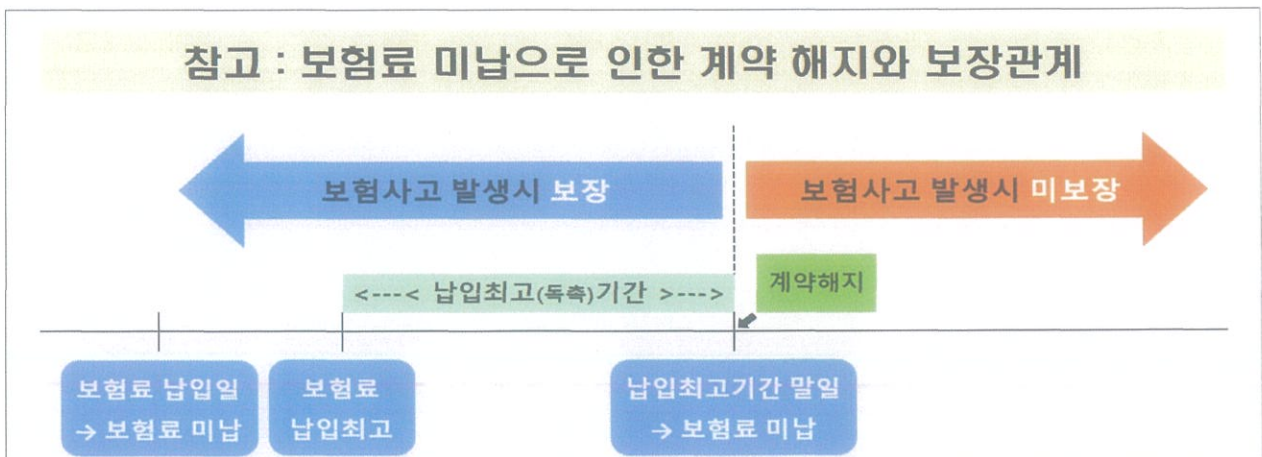 참고 : 보험료 미납으로 인한 계약 해지와 보장관계
보험사고 발생시 보장
보험사고 발생시 미보장
<---< 납입최고(독촉)기간 >--->
계약해지
보험료 납입일
→ 보험료 미납
보험료
납입최고
납입최고기간 말일
→ 보험료 미납